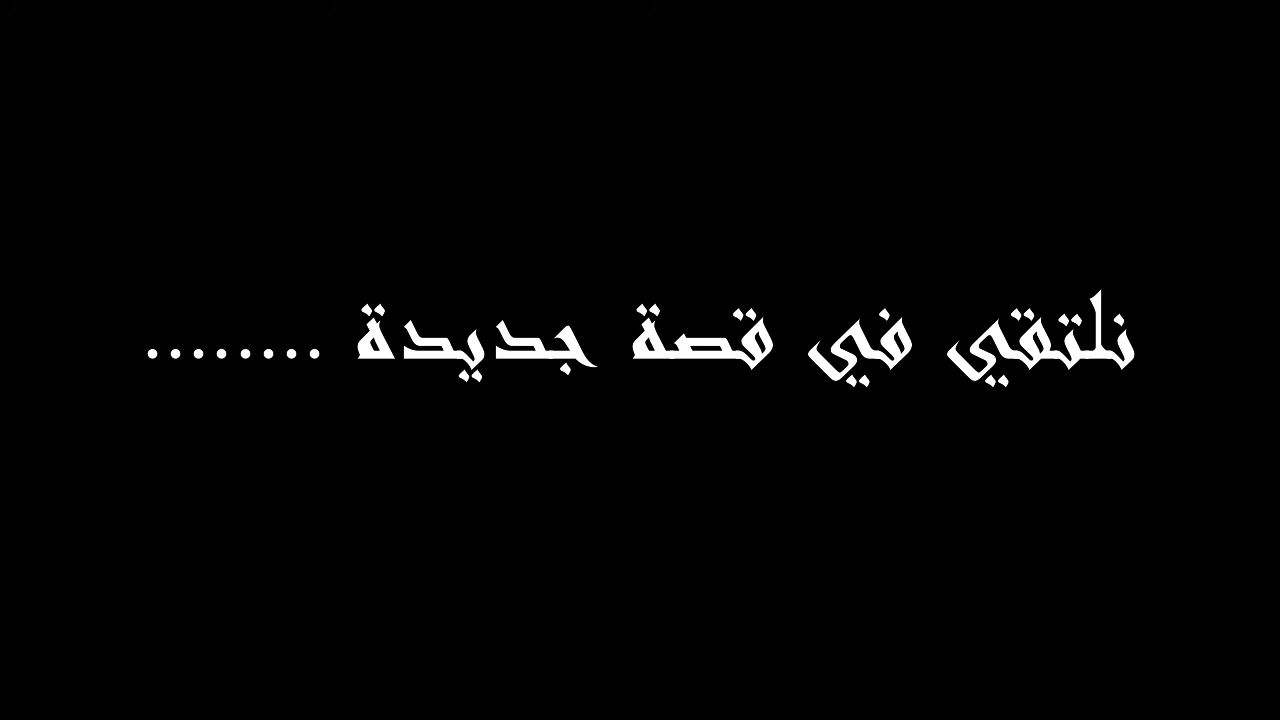 نلتقي في قصة جديدة ........